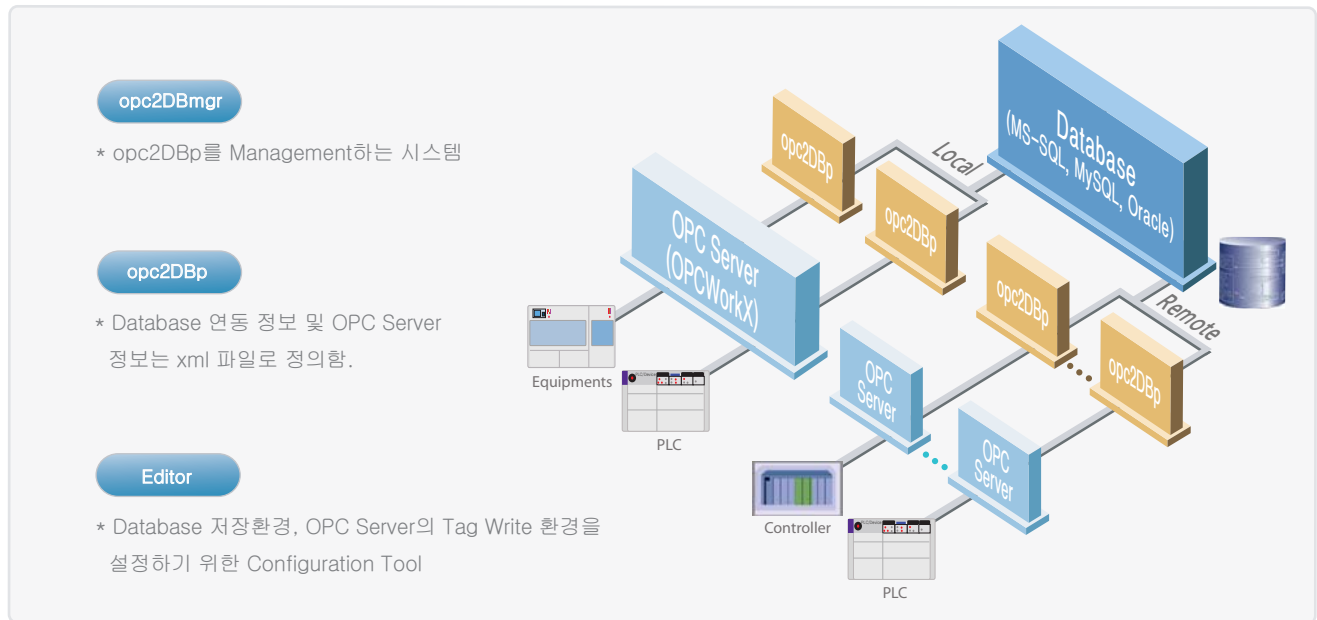 opc2DBmgr
* opc2DBp를 Management하는 시스템
opc2DBp
* Database 연동 정보 및 OPC Server
정보는 xml 파일로 정의함.
Editor
* Database 저장환경, OPC Server의 Tag Write 환경을
설정하기 위한 Configuration Tool
Database
(MS-SQL, MySQL, Oracle)
opc2DBp
Local
opc2DBp
OPC Server
(OPCWorkX)
opc2DBp
Remote
opc2DBp
Equipments
PLC
OPC
Server
OPC
Server
Controller
PLC